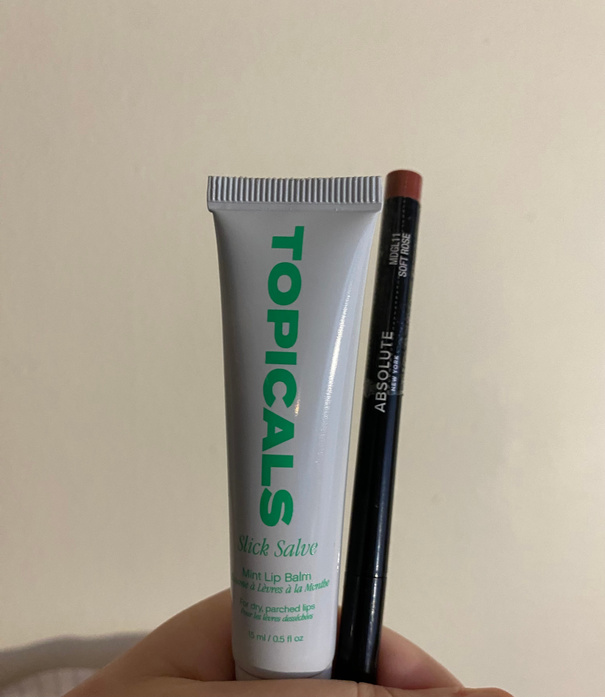 TOPICALS
Slick Salve
Mint Lip Balm
à Lèvres à la Menthe
For dry, parched lips
Pour les lèvres desséchées
15 ml / 0.5 fl oz
MDGL11
SOFT ROSE
ABSOLUTE
NEW YORK